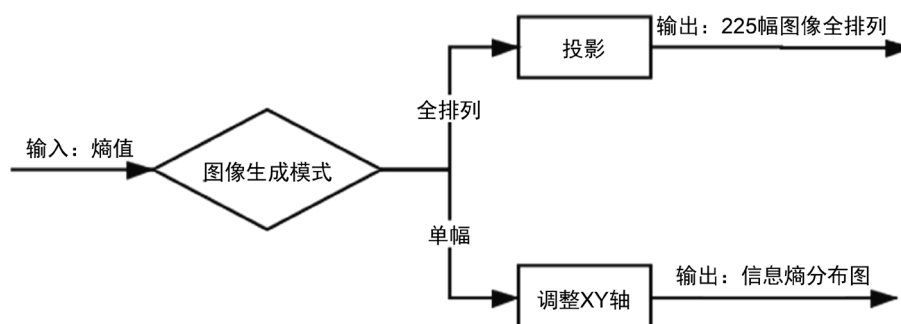 输出：225幅图像全排列
投影
全排列
输入：熵值
图像生成模式
单幅
输出：信息熵分布图
调整XY轴